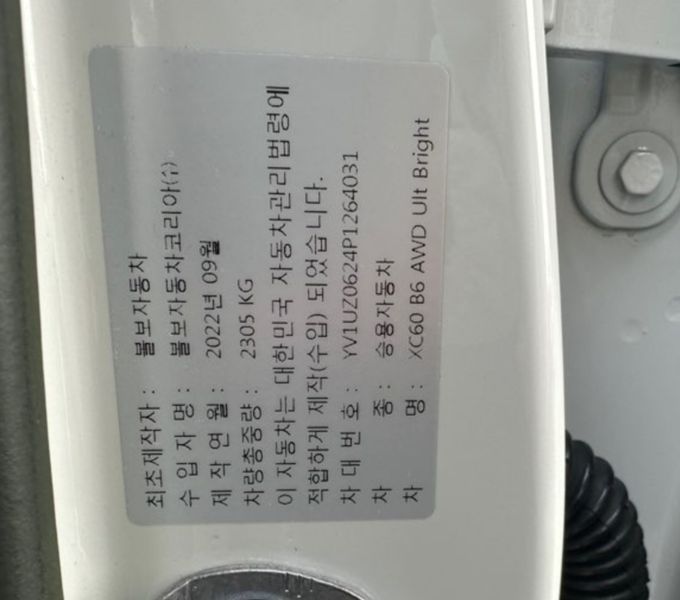 최초제작자 : 볼보자동차
수 입 자 명 : 볼보자동차코리아(주)
제 작 연 월 : 2022년 09월
차량총중량 : 2305 KG
이 자동차는 대한민국 자동차관리법령에
적합하게 제작(수입) 되었습니다.
차 대 번 호 : YV1UZ0624P1264031
차 종 : 승용자동차
차 명 : XC60 B6 AWD Ult Bright